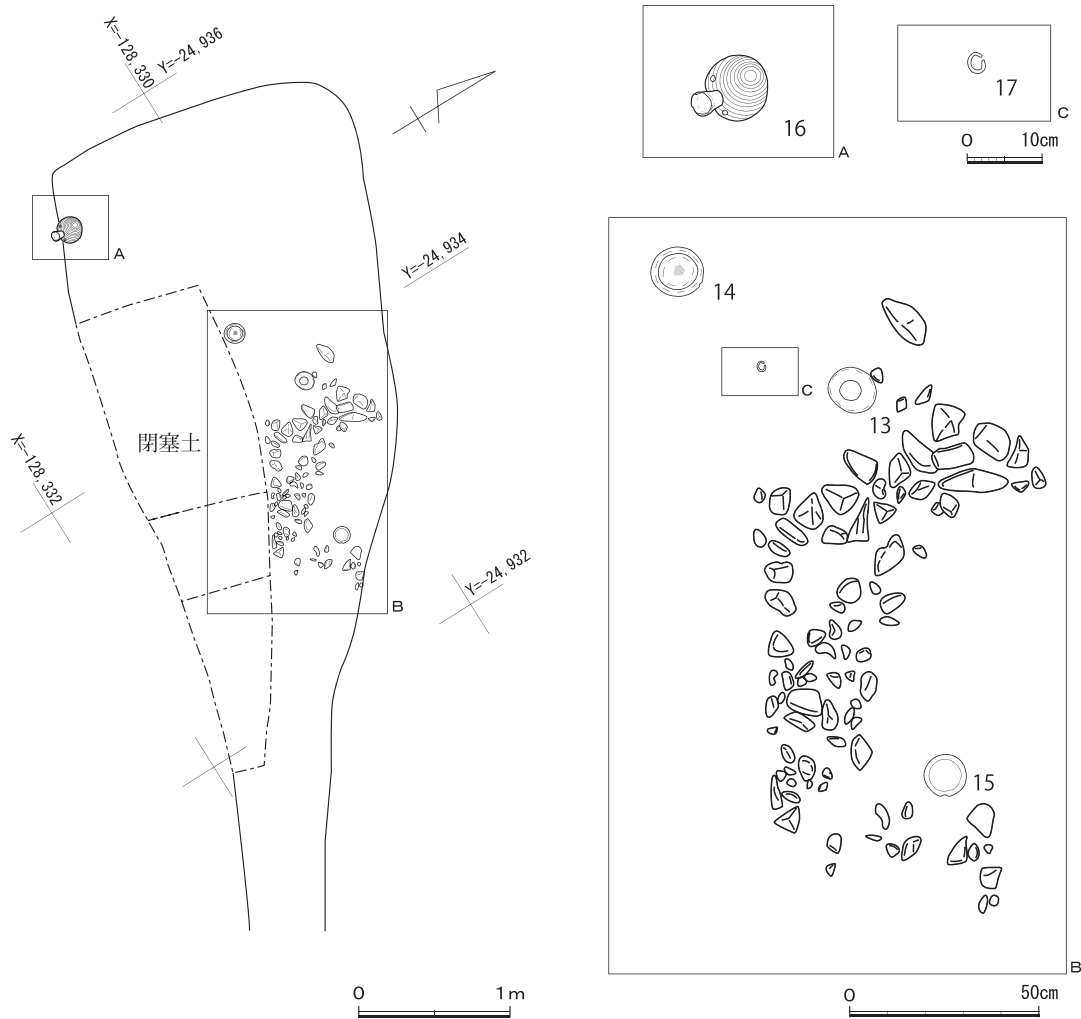 X=-128,330
Y=-24,936
A
Y=-24,934
閉塞土
X=-128,332
Y=-24,932
B
0 1m
16
A
17
C
0 10cm
14
C
13
15
B
0 50cm